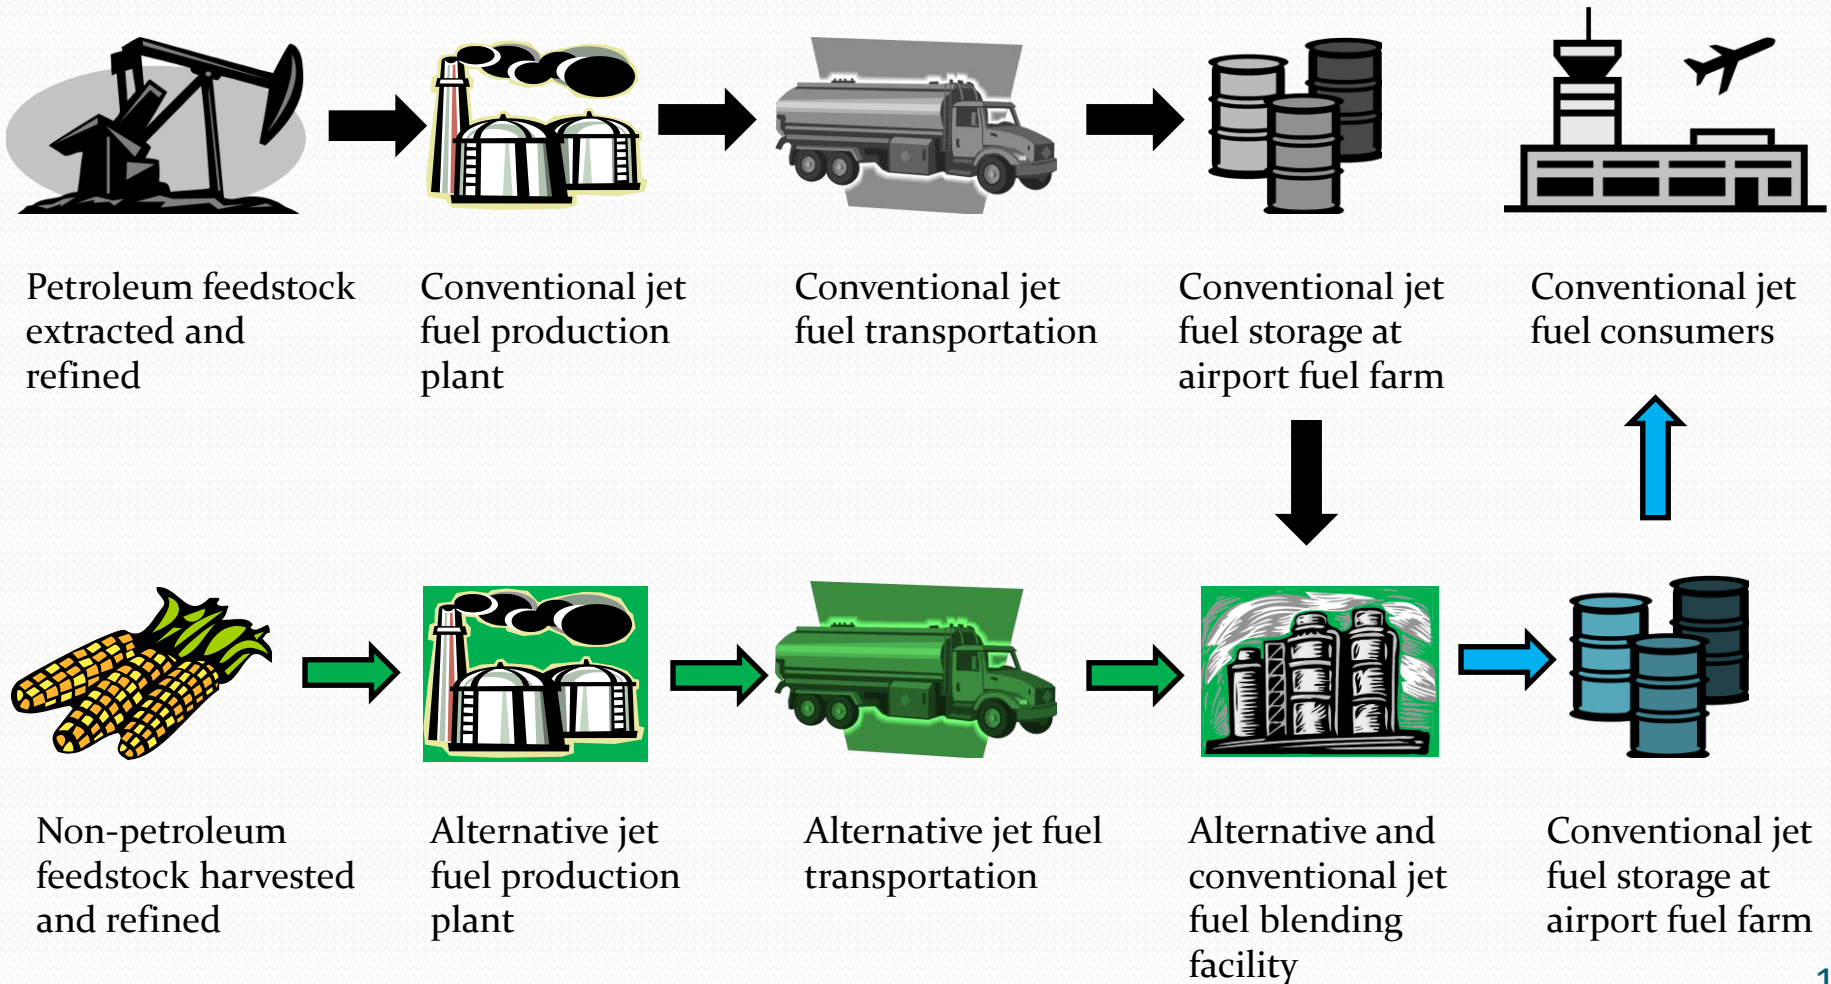 Petroleum feedstock
extracted and
refined
Conventional jet
fuel production
plant
Conventional jet
fuel transportation
Conventional jet
fuel storage at
airport fuel farm
Conventional jet
fuel consumers
Non-petroleum
feedstock harvested
and refined
Alternative jet
fuel production
plant
Alternative jet fuel
transportation
Alternative and
conventional jet
fuel blending
facility
Conventional jet
fuel storage at
airport fuel farm
1